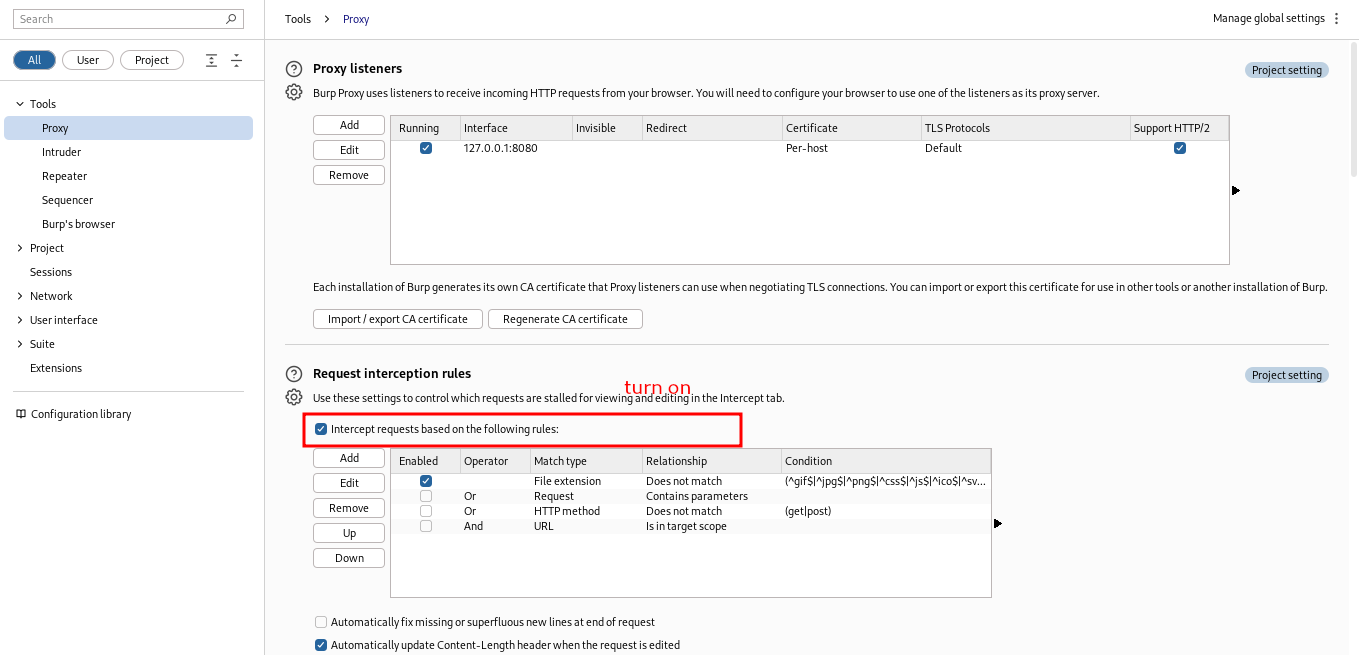 Search
All User Project
Tools
Proxy
Intruder
Repeater
Sequencer
Burp's browser
Project
Sessions
Network
User interface
Suite
Extensions
Configuration library
Tools > Proxy
Manage global settings
Proxy listeners
Project setting
Burp Proxy uses listeners to receive incoming HTTP requests from your browser. You will need to configure your browser to use one of the listeners as its proxy server.
Add
Edit
Remove
Running Interface Invisible Redirect Certificate TLS Protocols Support HTTP/2
127.0.0.1:8080 Per-host Default
Each installation of Burp generates its own CA certificate that Proxy listeners can use when negotiating TLS connections. You can import or export this certificate for use in other tools or another installation of Burp.
Import / export CA certificate Regenerate CA certificate
Request interception rules
Project setting
turn on
Use these settings to control which requests are stalled for viewing and editing in the Intercept tab.
Intercept requests based on the following rules:
Add
Edit
Remove
Up
Down
Enabled Operator Match type Relationship Condition
File extension Does not match (^gif$|^jpg$|^png$|^css$|^js$|^ico$|^sv...
Or Request Contains parameters
Or HTTP method Does not match (get|post)
And URL Is in target scope
Automatically fix missing or superfluous new lines at end of request
Automatically update Content-Length header when the request is edited